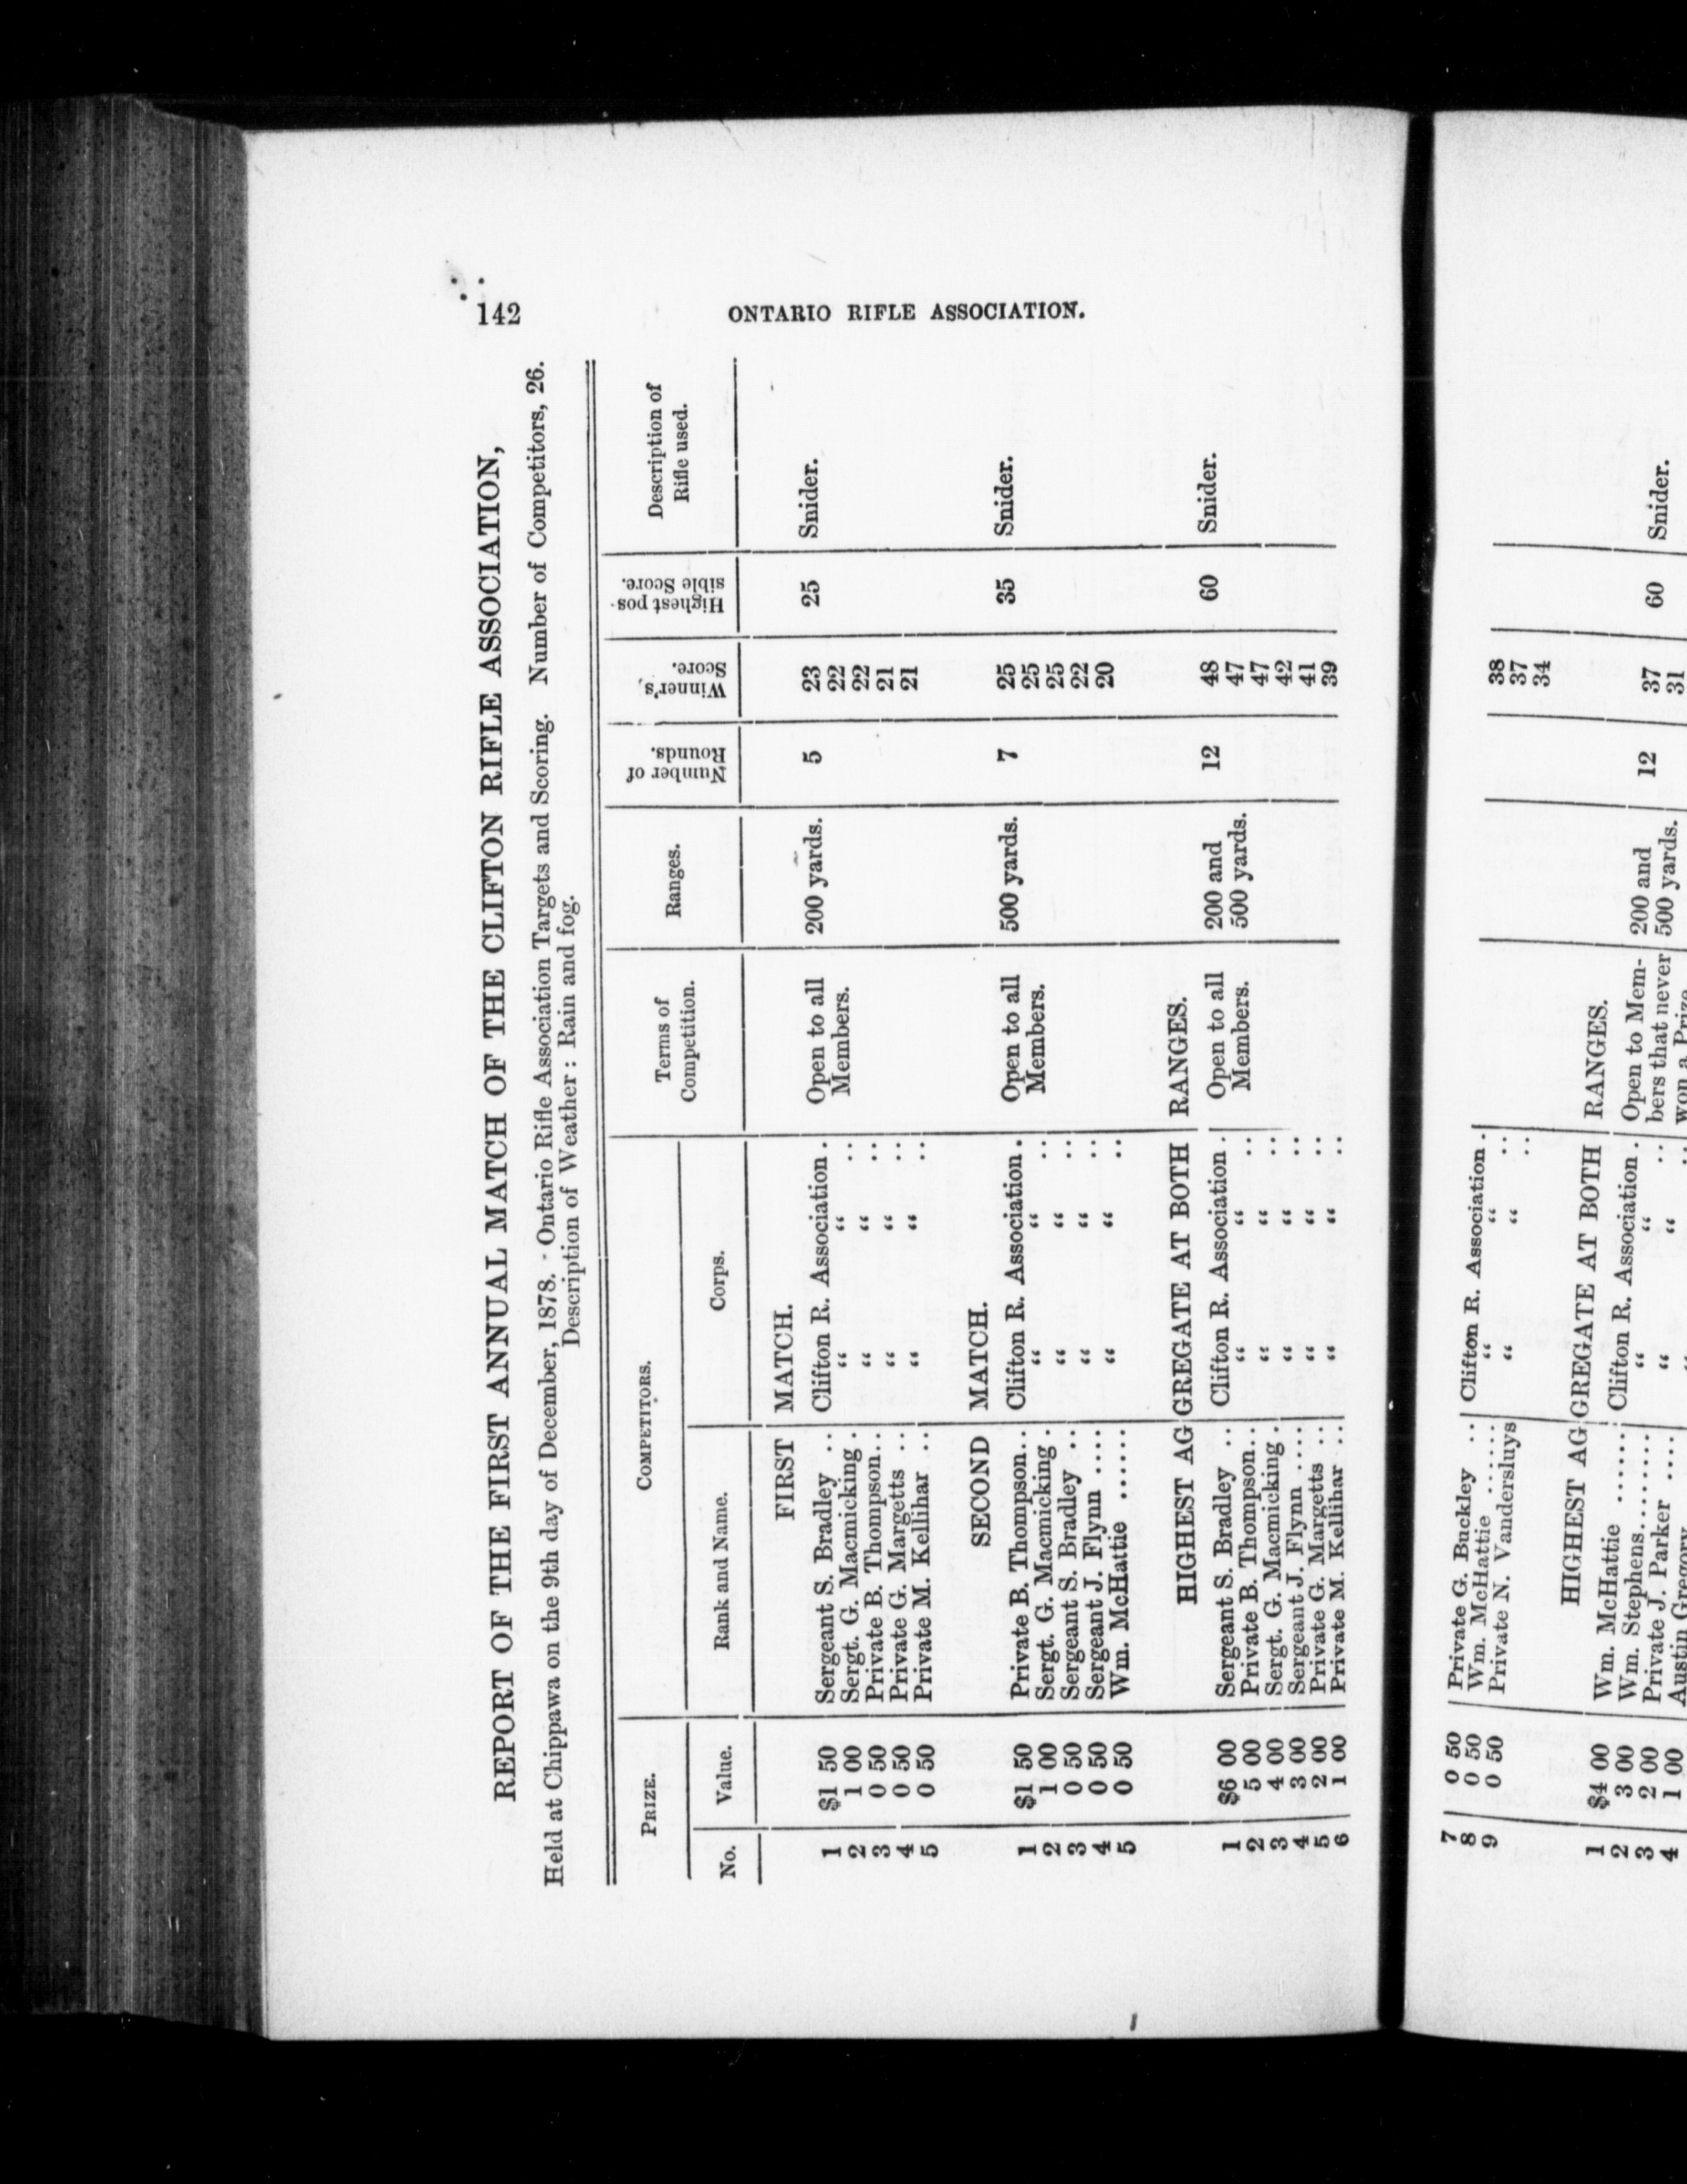 142 ONTARIO RIFLE ASSOCIATION.
REPORT OF THE FIRST ANNUAL MATCH OF THE CLIFTON RIFLE ASSOCIATION,
Held at Chippawa on the 9th day of December, 1878. - Ontario Rifle Association Targets and Scoring. Number of Competitors, 26.
Description of Weather : Rain and fog.
PRIZE. COMPETITORS. Terms of Competition. Ranges. Number of Rounds. Winner's Score. Highest pos-sible Score. Description of Rifle used.
No. Value. Rank and Name. Corps.
FIRST MATCH.
1 $1 50 Sergeant S. Bradley .. Clifton R. Association . Open to all 200 yards. 5 23 25 Snider.
2 1 00 Sergt. G. Macmicking . “ “ .. Members. 22
3 0 50 Private B. Thompson.. “ “ .. 22
4 0 50 Private G. Margetts .. “ “ .. 21
5 0 50 Private M. Kellihar .. “ “ .. 21
SECOND MATCH.
1 $1 50 Private B. Thompson.. Clifton R. Association . Open to all 500 yards. 7 25 35 Snider.
2 1 00 Sergt. G. Macmicking . “ “ .. Members. 25
3 0 50 Sergeant S. Bradley .. “ “ .. 25
4 0 50 Sergeant J. Flynn .... “ “ .. 22
5 0 50 Wm. McHattie ...... “ “ .. 20
HIGHEST AGGREGATE AT BOTH RANGES.
1 $6 00 Sergeant S. Bradley .. Clifton R. Association . Open to all 200 and 12 48 60 Snider.
2 5 00 Private B. Thompson.. “ “ .. Members. 500 yards. 47
3 4 00 Sergt. G. Macmicking . “ “ .. 47
4 3 00 Sergeant J. Flynn .... “ “ .. 42
5 2 00 Private G. Margetts .. “ “ .. 41
6 1 00 Private M. Kellihar .. “ “ .. 39
7 0 50 Private G. Buckley .. Clifton R. Association . 38
8 0 50 Wm. McHattie ...... “ “ .. 37
9 0 50 Private N. Vandersluys “ “ .. 34
HIGHEST AGGREGATE AT BOTH RANGES.
1 $4 00 Wm. McHattie ...... Clifton R. Association . Open to Mem- 200 and 12 37 60 Snider.
2 3 00 Wm. Stephens........ “ “ .. bers that never 500 yards. 31
3 2 00 Private J. Parker .... “ “ .. won a Prize
4 1 00 Austin Gregory